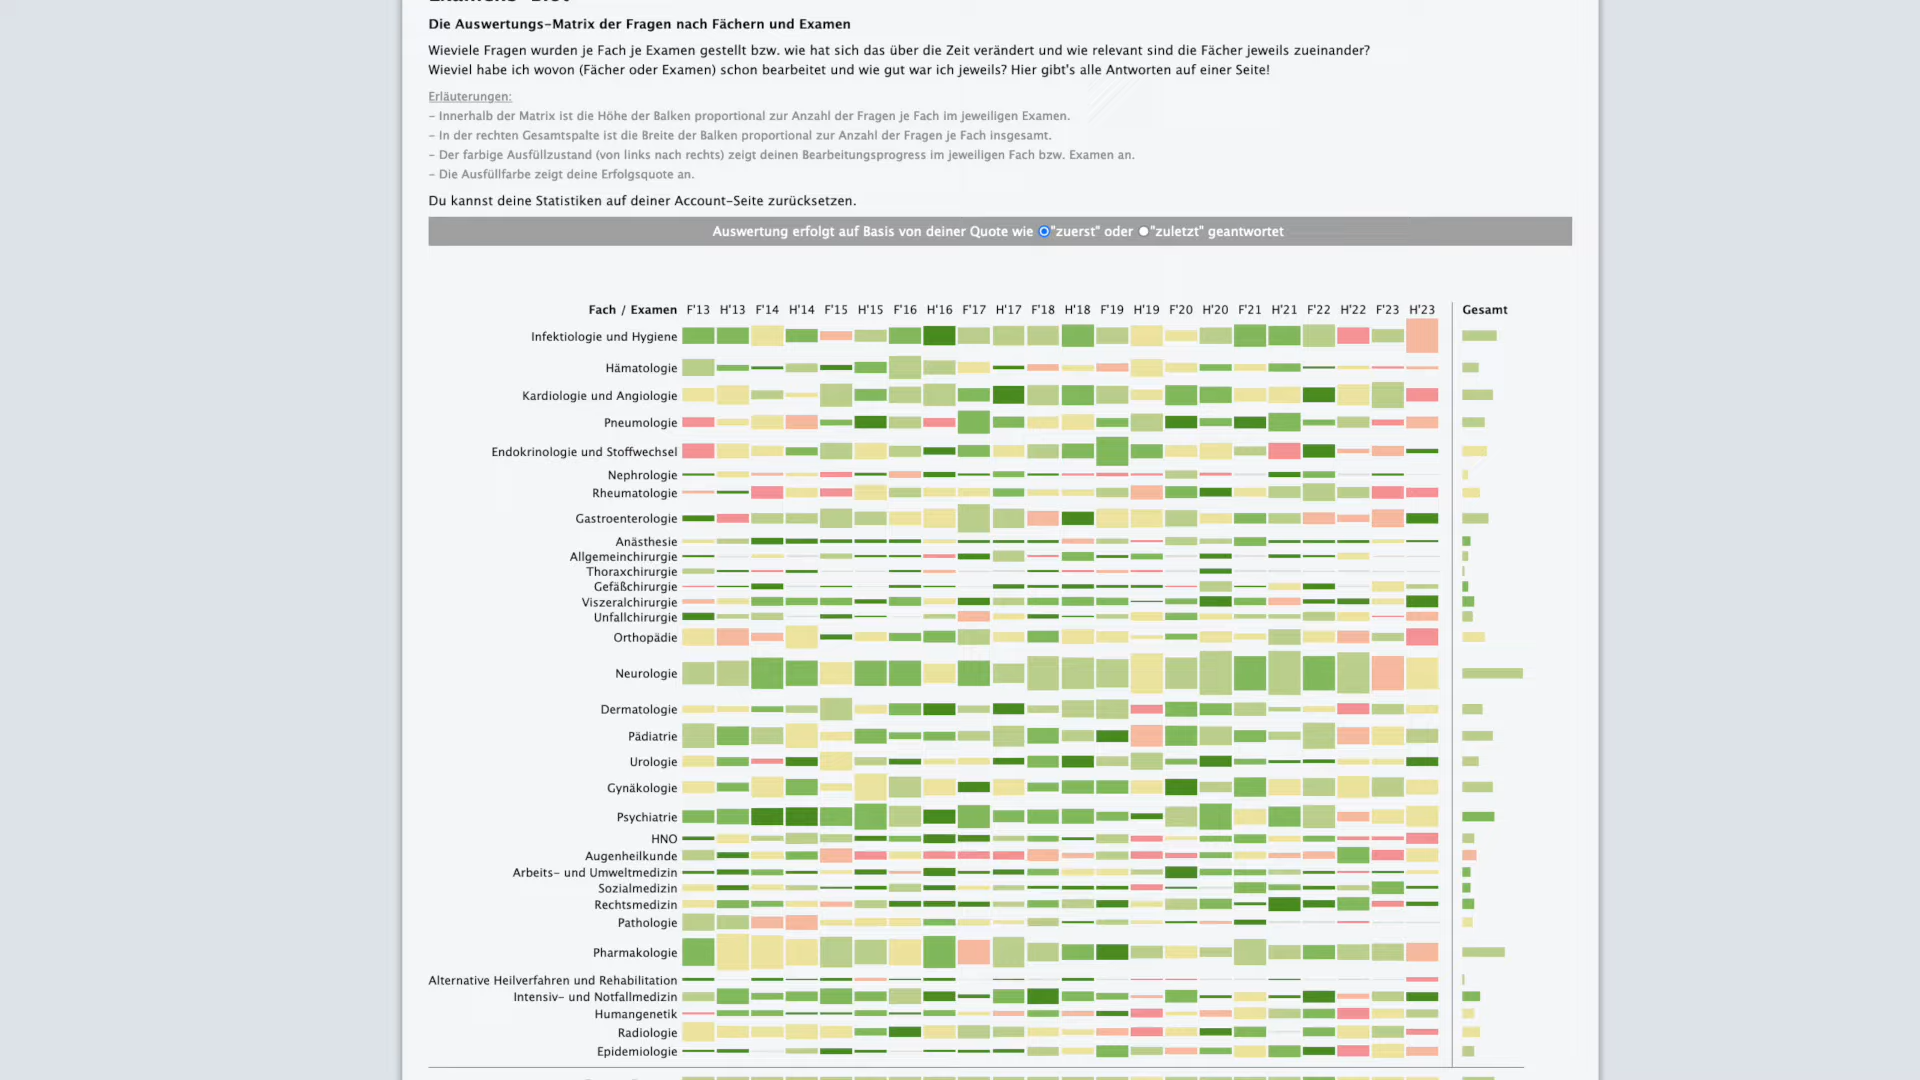 Die Auswertungs-Matrix der Fragen nach Fächern und Examen
Wieviele Fragen wurden je Fach je Examen gestellt bzw. wie hat sich das über die Zeit verändert und wie relevant sind die Fächer jeweils zueinander?
Wieviel habe ich wovon (Fächer oder Examen) schon bearbeitet und wie gut war ich jeweils? Hier gibt's alle Antworten auf einer Seite!
Erläuterungen:
- Innerhalb der Matrix ist die Höhe der Balken proportional zur Anzahl der Fragen je Fach im jeweiligen Examen.
- In der rechten Gesamtspalte ist die Breite der Balken proportional zur Anzahl der Fragen je Fach insgesamt.
- Der farbige Ausfüllzustand (von links nach rechts) zeigt deinen Bearbeitungsprogress im jeweiligen Fach bzw. Examen an.
- Die Ausfüllfarbe zeigt deine Erfolgsquote an.
Du kannst deine Statistiken auf deiner Account-Seite zurücksetzen.
Auswertung erfolgt auf Basis von deiner Quote wie "zuerst" oder "zuletzt" geantwortet
Fach / Examen F'13 H'13 F'14 H'14 F'15 H'15 F'16 H'16 F'17 H'17 F'18 H'18 F'19 H'19 F'20 H'20 F'21 H'21 F'22 H'22 F'23 H'23 Gesamt
Infektiologie und Hygiene
Hämatologie
Kardiologie und Angiologie
Pneumologie
Endokrinologie und Stoffwechsel
Nephrologie
Rheumatologie
Gastroenterologie
Anästhesie
Allgemeinchirurgie
Thoraxchirurgie
Gefäßchirurgie
Viszeralchirurgie
Unfallchirurgie
Orthopädie
Neurologie
Dermatologie
Pädiatrie
Urologie
Gynäkologie
Psychiatrie
HNO
Augenheilkunde
Arbeits- und Umweltmedizin
Sozialmedizin
Rechtsmedizin
Pathologie
Pharmakologie
Alternative Heilverfahren und Rehabilitation
Intensiv- und Notfallmedizin
Humangenetik
Radiologie
Epidemiologie